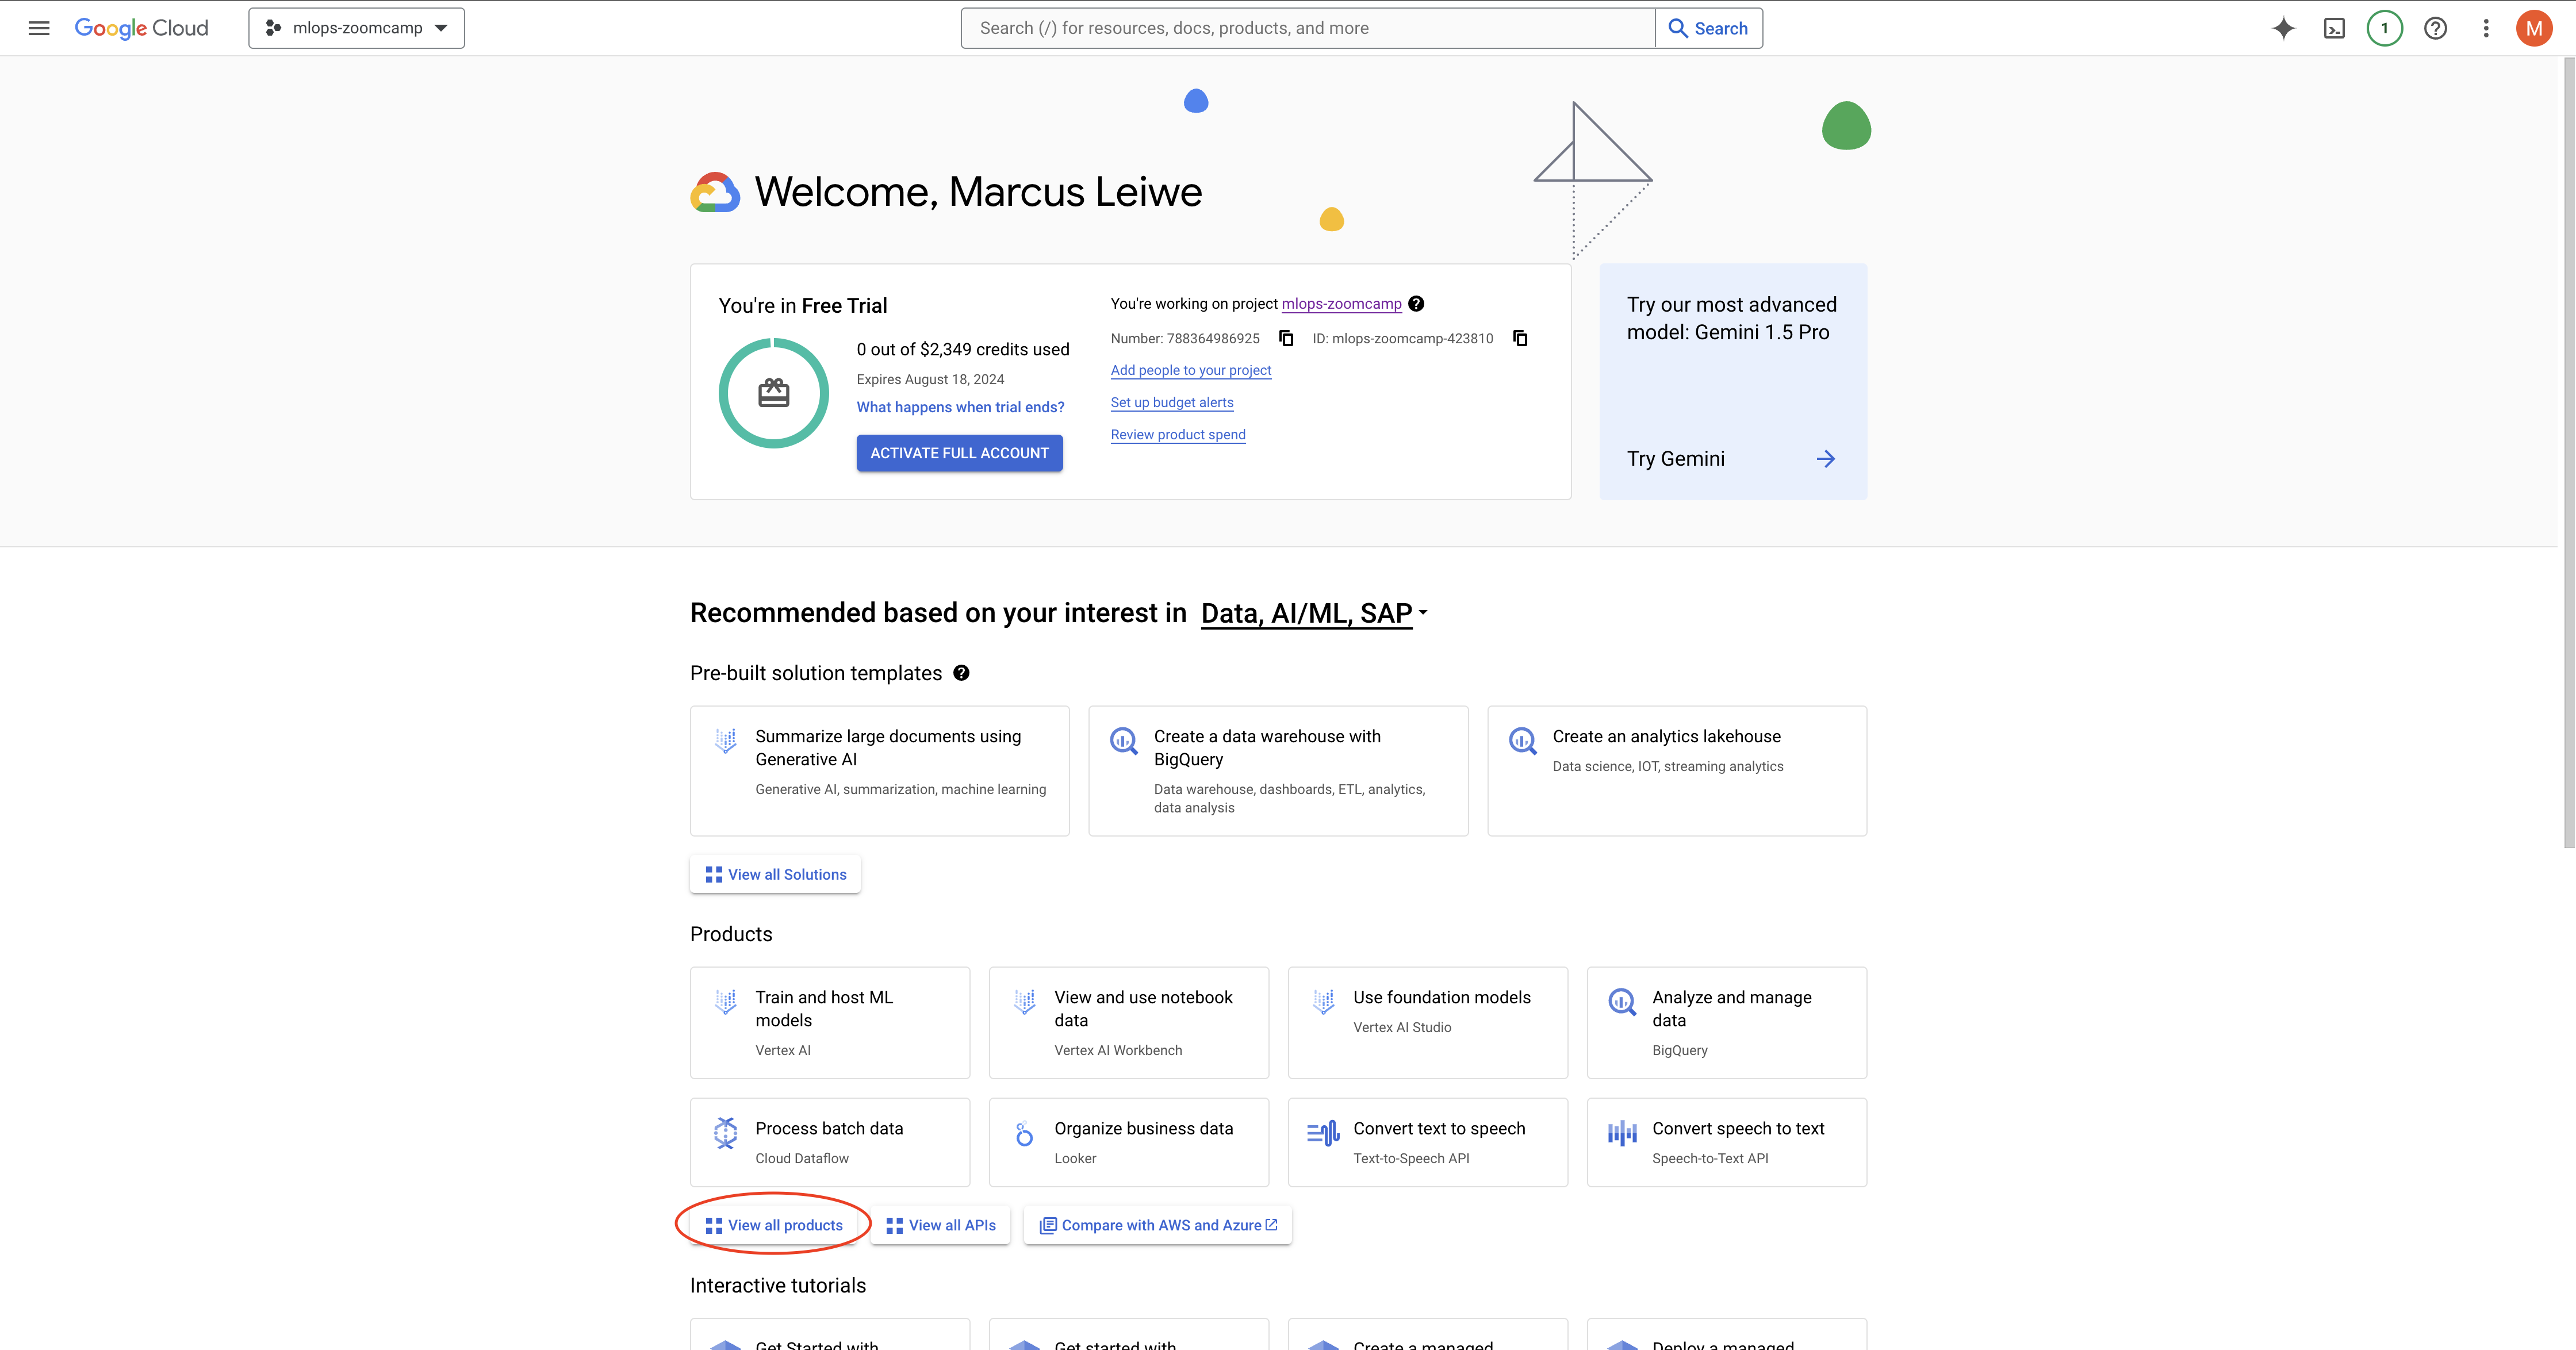 Google Cloud
mlops-zoomcamp
Search (/) for resources, docs, products, and more
Search
1
M
Welcome, Marcus Leiwe
You're in Free Trial
0 out of $2,349 credits used
Expires August 18, 2024
What happens when trial ends?
ACTIVATE FULL ACCOUNT
You're working on project mlops-zoomcamp
Number: 788364986925
ID: mlops-zoomcamp-423810
Add people to your project
Set up budget alerts
Review product spend
Try our most advanced
model: Gemini 1.5 Pro
Try Gemini
Recommended based on your interest in Data, AI/ML, SAP
Pre-built solution templates
Summarize large documents using
Generative AI
Generative AI, summarization, machine learning
Create a data warehouse with
BigQuery
Data warehouse, dashboards, ETL, analytics,
data analysis
Create an analytics lakehouse
Data science, IOT, streaming analytics
View all Solutions
Products
Train and host ML
models
Vertex AI
View and use notebook
data
Vertex AI Workbench
Use foundation models
Vertex AI Studio
Analyze and manage
data
BigQuery
Process batch data
Cloud Dataflow
Organize business data
Looker
Convert text to speech
Text-to-Speech API
Convert speech to text
Speech-to-Text API
View all products
View all APIs
Compare with AWS and Azure
Interactive tutorials
Get Started with
Get started with
Create a managed
Deploy a managed